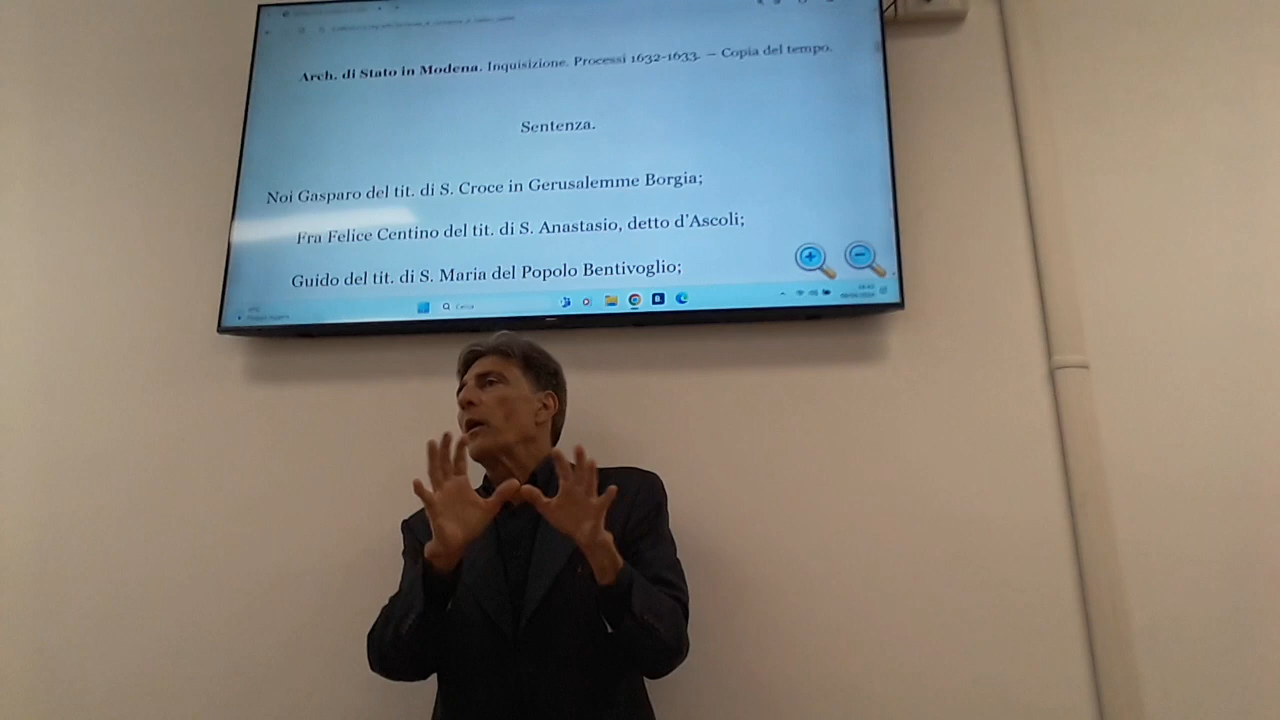 Arch. di Stato in Modena. Inquisizione. Processi 1632-1633. — Copia del tempo.
Sentenza.
Noi Gasparo del tit. di S. Croce in Gerusalemme Borgia;
Fra Felice Centino del tit. di S. Anastasio, detto d'Ascoli;
Guido del tit. di S. Maria del Popolo Bentivoglio;
Cerca